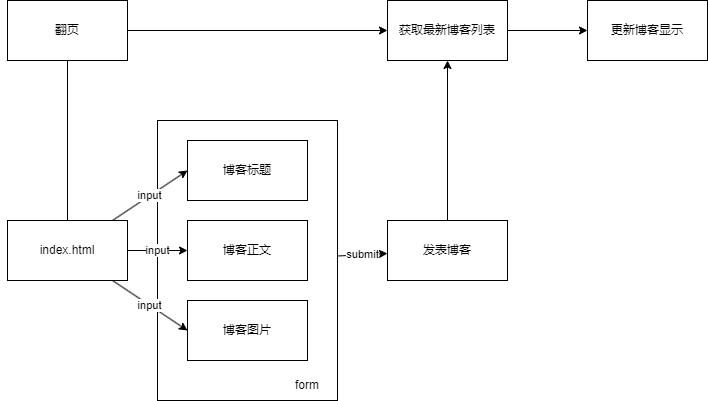 翻页
获取最新博客列表
更新博客显示
博客标题
input
index.html
input
博客正文
submit
发表博客
input
博客图片
form